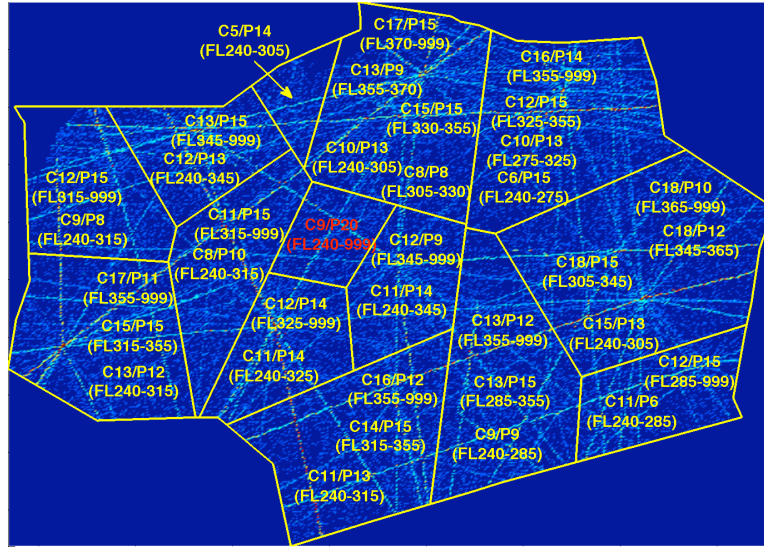 C5/P14
(FL240-305)
C17/P15
(FL370-999)
C13/P9
(FL355-370)
C15/P15
(FL330-355)
C10/P13
(FL240-305)
C8/P8
(FL305-330)
C16/P14
(FL355-999)
C12/P15
(FL325-355)
C10/P13
(FL275-325)
C6/P15
(FL240-275)
C13/P15
(FL345-999)
C12/P13
(FL240-345)
C12/P15
(FL315-999)
C9/P8
(FL240-315)
C11/P15
(FL315-999)
C8/P10
(FL240-315)
C9/P20
(FL240-999)
C12/P9
(FL345-999)
C11/P14
(FL240-345)
C18/P10
(FL365-999)
C18/P12
(FL345-365)
C18/P15
(FL305-345)
C15/P13
(FL240-305)
C17/P11
(FL355-999)
C15/P15
(FL315-355)
C13/P12
(FL240-315)
C12/P14
(FL325-999)
C11/P14
(FL240-325)
C13/P12
(FL355-999)
C13/P15
(FL285-355)
C9/P9
(FL240-285)
C12/P15
(FL285-999)
C11/P6
(FL240-285)
C16/P12
(FL355-999)
C14/P15
(FL315-355)
C11/P13
(FL240-315)